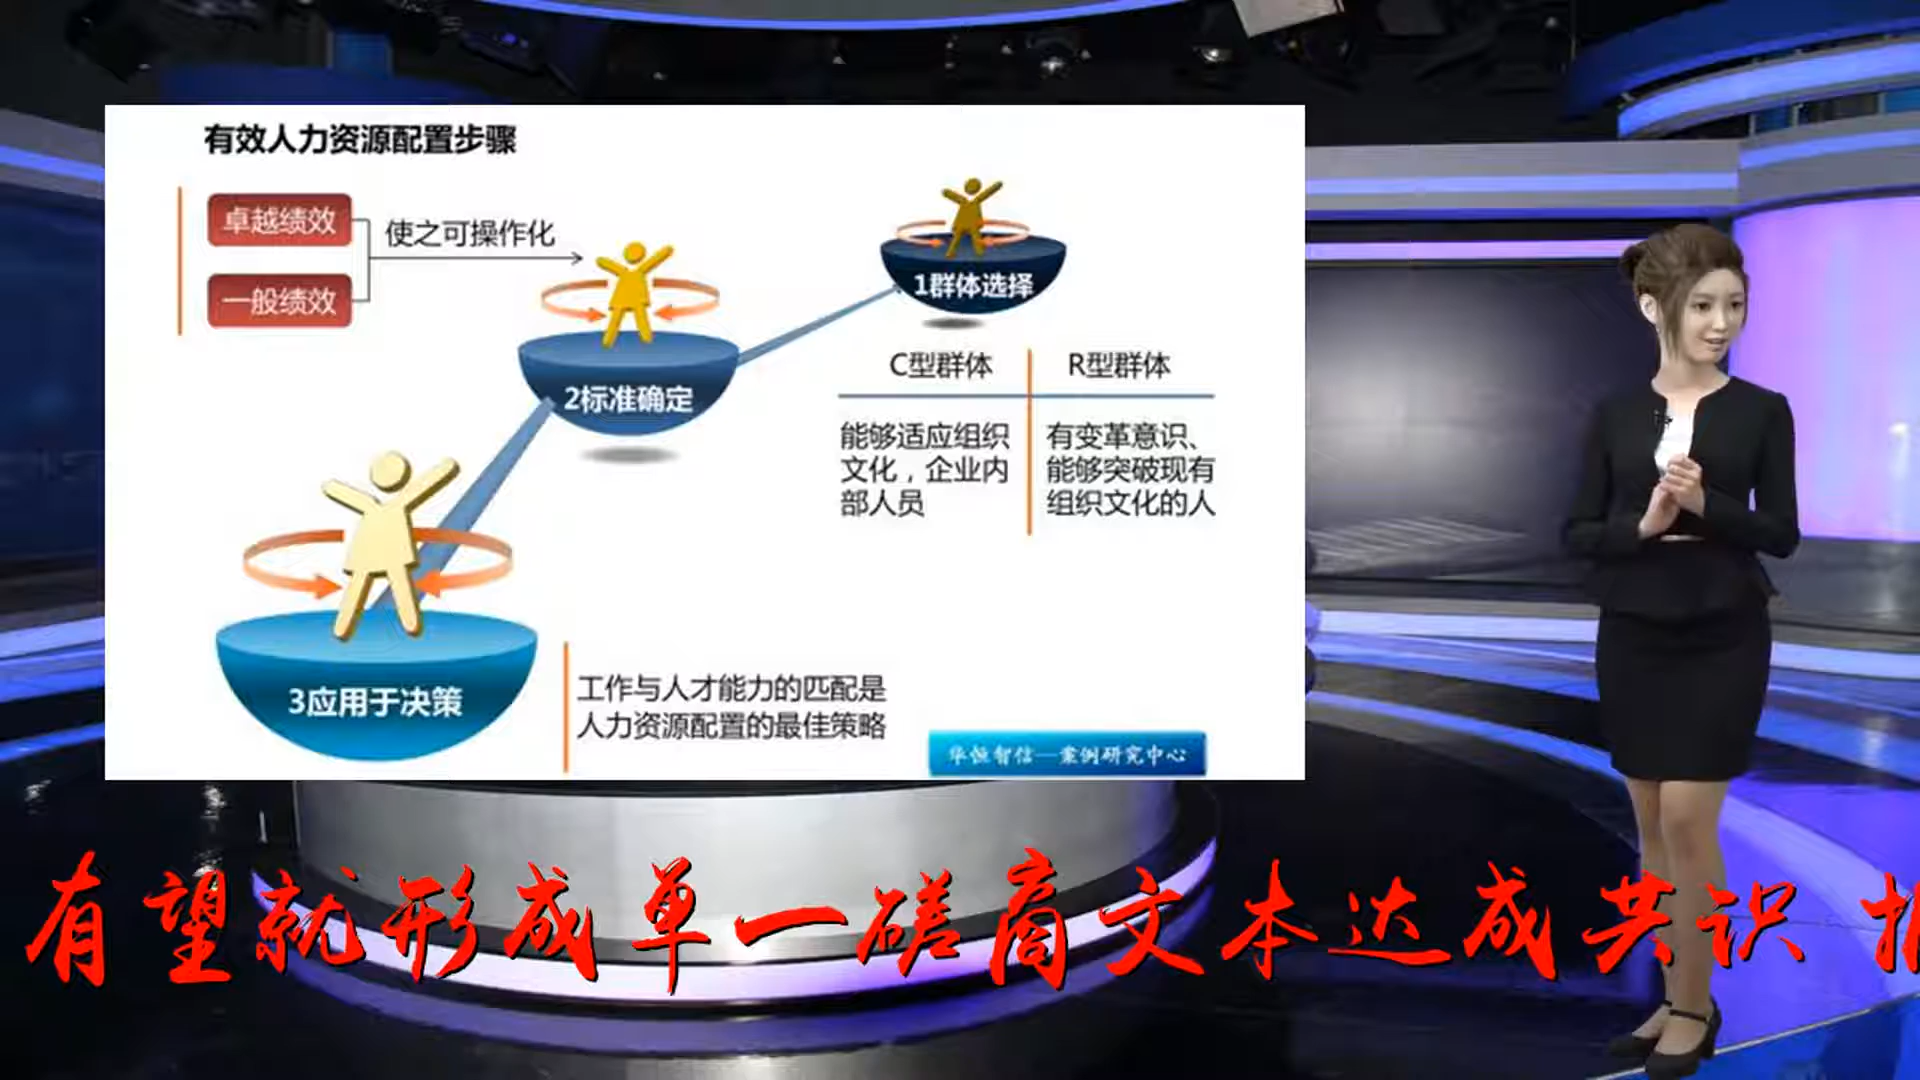 有效人力资源配置步骤
卓越绩效
一般绩效
使之可操作化
1群体选择
2标准确定
C型群体
R型群体
能够适应组织
文化，企业内
部人员
有变革意识、
能够突破现有
组织文化的人
3应用于决策
工作与人才能力的匹配是
人力资源配置的最佳策略
华恒智信—案例研究中心
有望就形成单一磋商文本达成共识